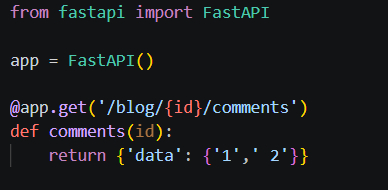 from fastapi import FastAPI
app = FastAPI()
@app.get('/blog/{id}/comments')
def comments(id):
    return {'data': {'1',' 2'}}